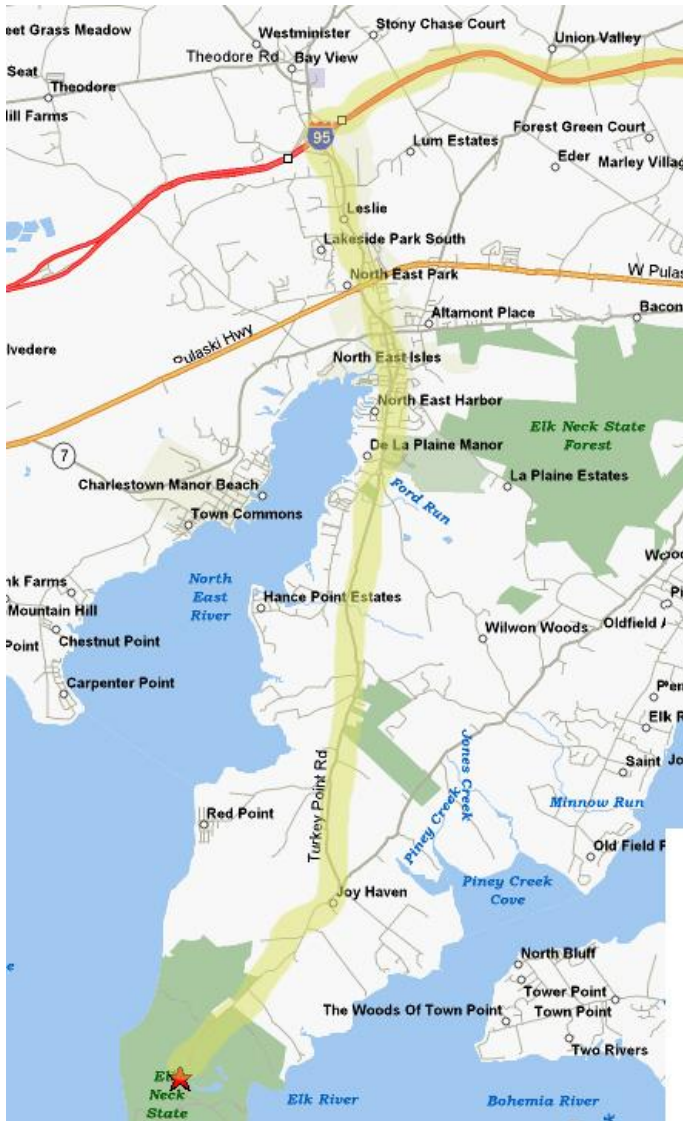 eet Grass Meadow
Westminister
Stony Chase Court
Theodore Rd
Bay View
Union Valley
Seat
Theodore
ill Farms
95
Forest Green Court
Lum Estates
Eder
Marley Villag
Leslie
Lakeside Park South
North East Park
W Pulas
Altamont Place
Bacon
Pulaski Hwy
elvedere
North East Isles
North East Harbor
Elk Neck State
Forest
De La Plaine Manor
7
La Plaine Estates
Charlestown Manor Beach
Ford Run
Town Commons
nk Farms
North
East
River
Hance Point Estates
Mountain Hill
Oldfield A
Point
Chestnut Point
Wilwon Woods
Carpenter Point
Elk R
Jones Creek
Saint Jo
Turkey Point Rd
Minnow Run
Red Point
Piney Creek
Old Field P
Piney Creek
Cove
Joy Haven
North Bluff
Tower Point
The Woods Of Town Point
Town Point
Two Rivers
Elk
Neck
State
Elk River
Bohemia River